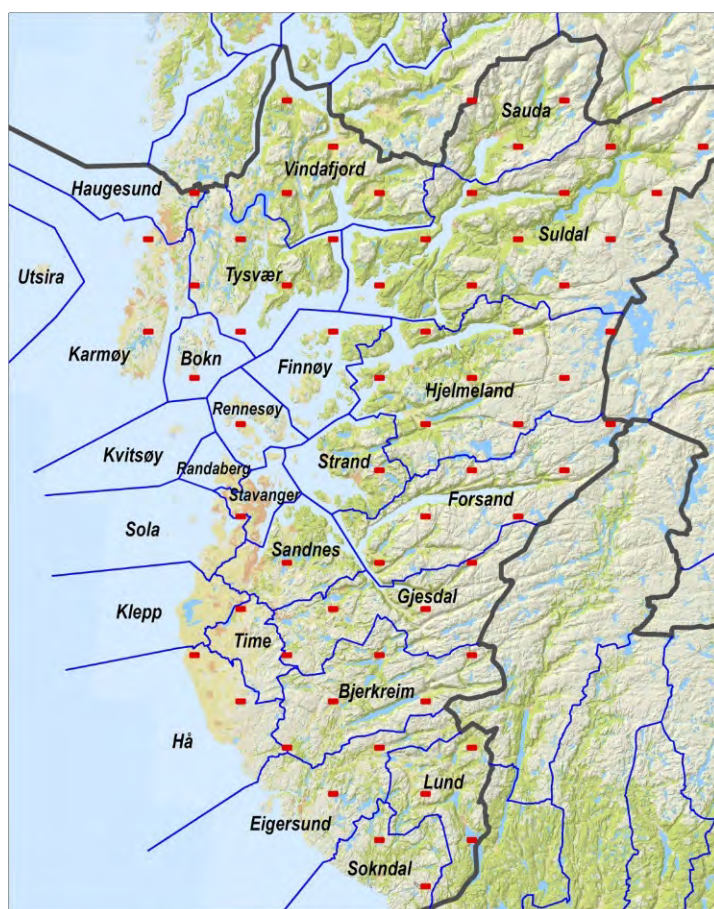 Sauda
Vindafjord
Haugesund
Suldal
Tysvær
Utsira
Karmøy
Bokn
Finnøy
Hjelmeland
Rennesøy
Kvitsøy
Strand
Randaberg
Stavanger
Forsand
Sola
Sandnes
Gjesdal
Klepp
Time
Bjerkreim
Hå
Lund
Eigersund
Sokndal